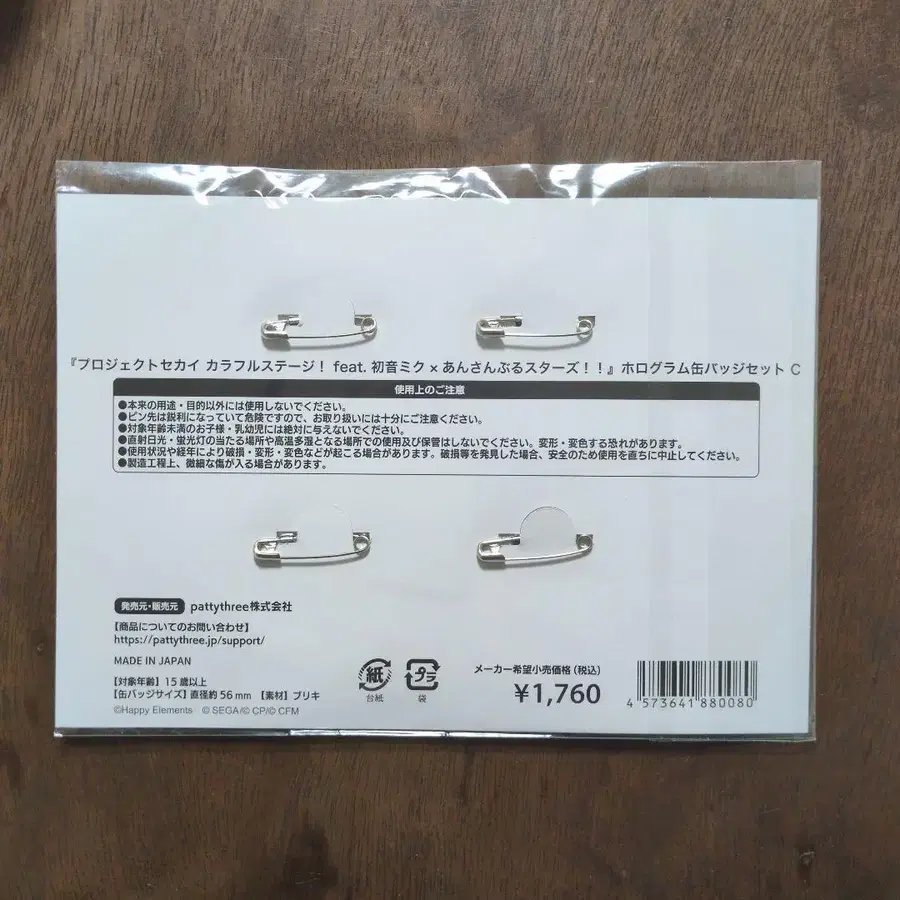 『プロジェクトセカイ カラフルステージ！ feat. 初音ミク × あんさんぶるスターズ！！』ホログラム缶バッジセット C
使用上のご注意
●本来の用途・目的以外には使用しないでください。
●ピン先は鋭利になっていて危険ですので、お取り扱いには十分にご注意ください。
●対象年齢未満のお子様・乳幼児には絶対に与えないでください。
●直射日光・蛍光灯の当たる場所や高温多湿となる場所での使用及び保管はしないでください。変形・変色する恐れがあります。
●使用状況や経年により破損・変形・変色などが起こる場合があります。破損等を発見した場合、安全のため使用を直ちに中止してください。
●製造工程上、微細な傷が入る場合があります。
発売元・販売元 pattythree株式会社
【商品についてのお問い合わせ】
https://pattythree.jp/support/
MADE IN JAPAN
【対象年齢】15歳以上
【缶バッジサイズ】直径約56mm 【素材】ブリキ
©Happy Elements © SEGA/© CP/© CFM
紙
台紙
プラ
袋
メーカー希望小売価格（税込）
¥1,760
4 573641 880080